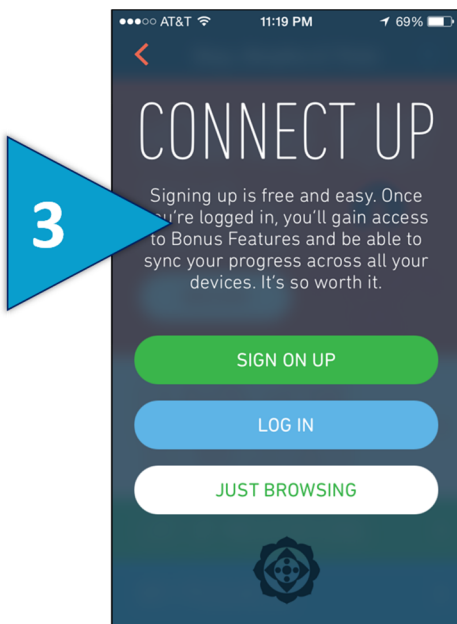 AT&T 11:19 PM 69%
CONNECT UP
Signing up is free and easy. Once
're logged in, you'll gain access
to Bonus Features and be able to
sync your progress across all your
devices. It's so worth it.
3
SIGN ON UP
LOG IN
JUST BROWSING